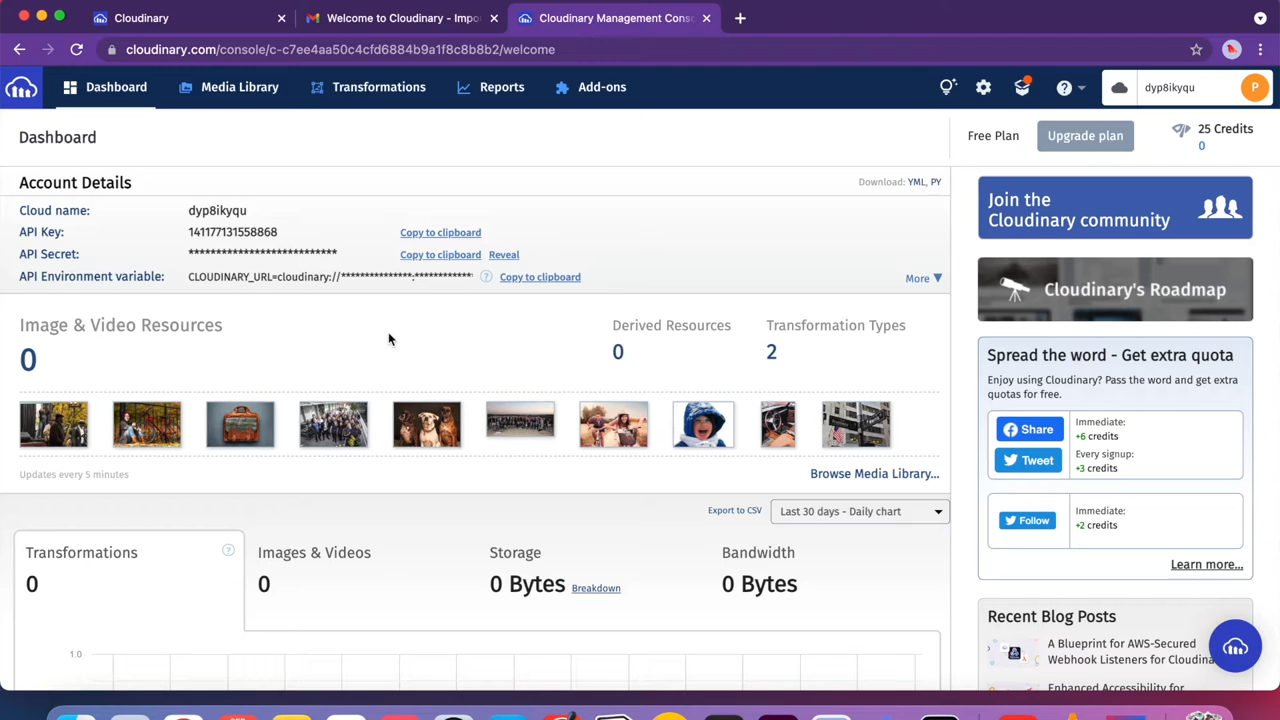 Cloudinary
Welcome to Cloudinary - Impo
Cloudinary Management Cons
cloudinary.com/console/c-c7ee4aa50c4cfd6884b9a1f8c8b8b2/welcome
Dashboard
Media Library
Transformations
Reports
Add-ons
dyp8ikyqu
P
Dashboard
Free Plan
Upgrade plan
25 Credits
0
Account Details
Download: YML, PY
Cloud name: dyp8ikyqu
API Key: 141177131558868 Copy to clipboard
API Secret: *************************** Copy to clipboard Reveal
API Environment variable: CLOUDINARY_URL=cloudinary://***************:************ ? Copy to clipboard
More
Image & Video Resources
0
Derived Resources
0
Transformation Types
2
Updates every 5 minutes
Browse Media Library...
Export to CSV
Last 30 days - Daily chart
Transformations ?
0
Images & Videos
0
Storage
0 Bytes Breakdown
Bandwidth
0 Bytes
1.0
Join the
Cloudinary community
Cloudinary's Roadmap
Spread the word - Get extra quota
Enjoy using Cloudinary? Pass the word and get extra
quotas for free.
Share
Tweet
Immediate:
+6 credits
Every signup:
+3 credits
Follow
Immediate:
+2 credits
Learn more...
Recent Blog Posts
A Blueprint for AWS-Secured
Webhook Listeners for Cloudina
Enhanced Accessibility for